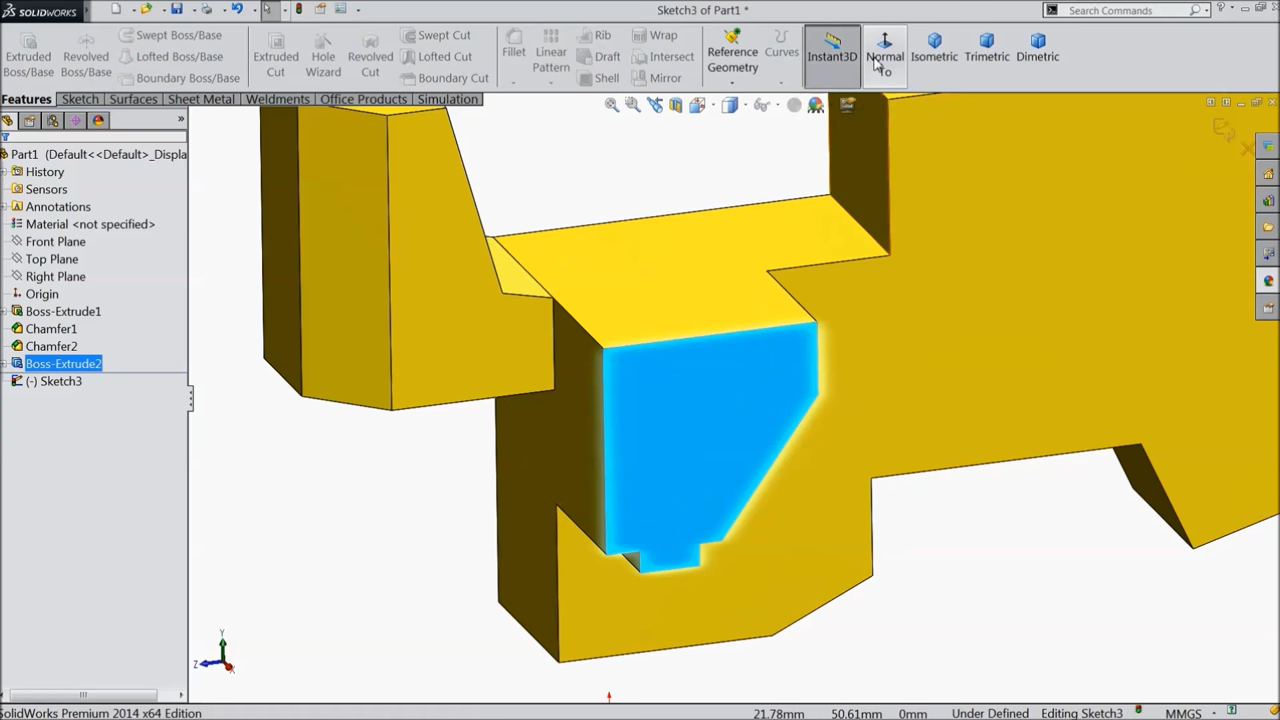 SOLIDWORKS
Sketch3 of Part1 *
Search Commands
Extruded Boss/Base
Revolved Boss/Base
Swept Boss/Base
Lofted Boss/Base
Boundary Boss/Base
Extruded Cut
Hole Wizard
Revolved Cut
Swept Cut
Lofted Cut
Boundary Cut
Fillet
Linear Pattern
Rib
Draft
Shell
Wrap
Intersect
Mirror
Reference Geometry
Curves
Instant3D
Normal To
Isometric
Trimetric
Dimetric
Features Sketch Surfaces Sheet Metal Weldments Office Products Simulation
Part1 (Default<<Default>_Displa
History
Sensors
Annotations
Material <not specified>
Front Plane
Top Plane
Right Plane
Origin
Boss-Extrude1
Chamfer1
Chamfer2
Boss-Extrude2
(-) Sketch3
Y
Z
X
SolidWorks Premium 2014 x64 Edition
21.78mm 50.61mm 0mm Under Defined Editing Sketch3 MMGS